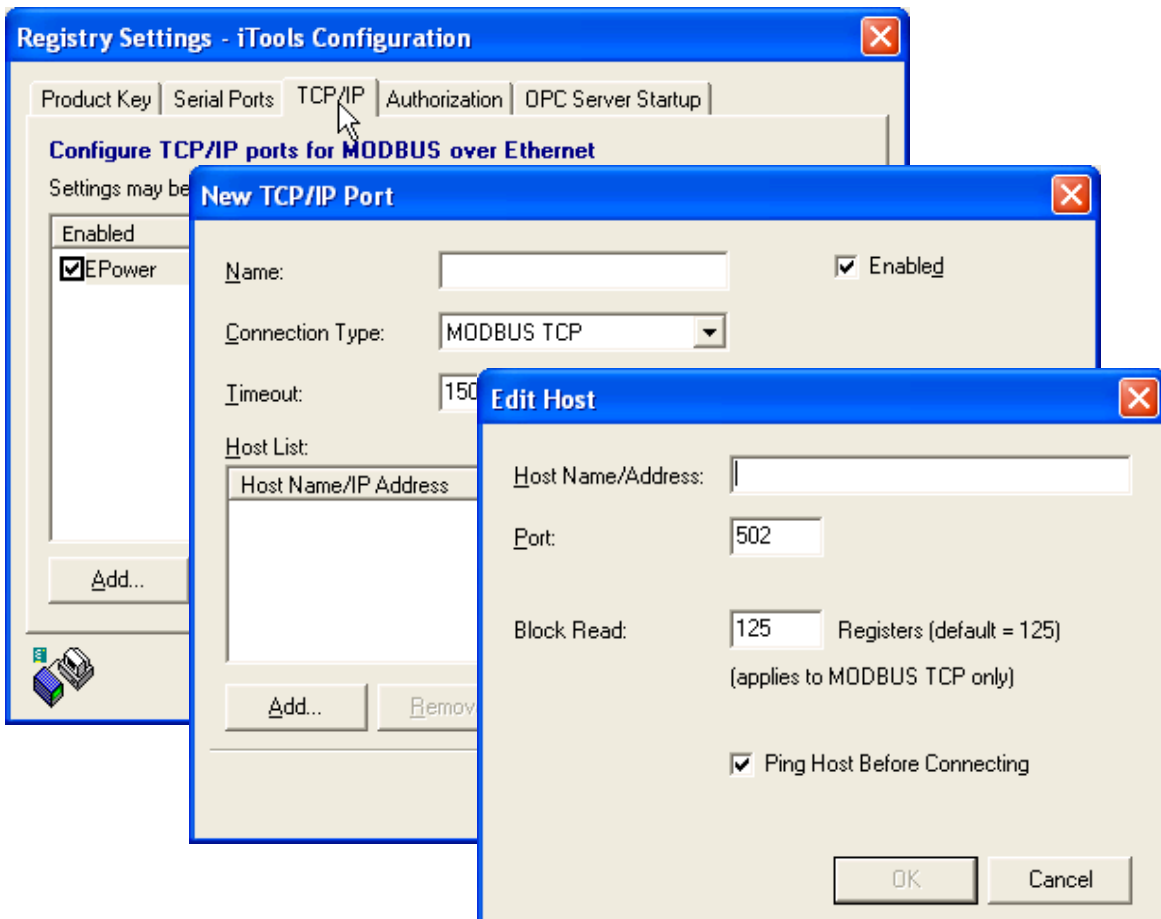 Registry Settings - iTools Configuration
Product Key Serial Ports TCP/IP Authorization OPC Server Startup
Configure TCP/IP ports for MODBUS over Ethernet
Settings may be
Enabled
EPower
Add...
New TCP/IP Port
Name:
Enabled
Connection Type: MODBUS TCP
Timeout: 150
Host List:
Host Name/IP Address
Add... Remov
Edit Host
Host Name/Address:
Port: 502
Block Read: 125 Registers (default = 125)
(applies to MODBUS TCP only)
Ping Host Before Connecting
OK Cancel